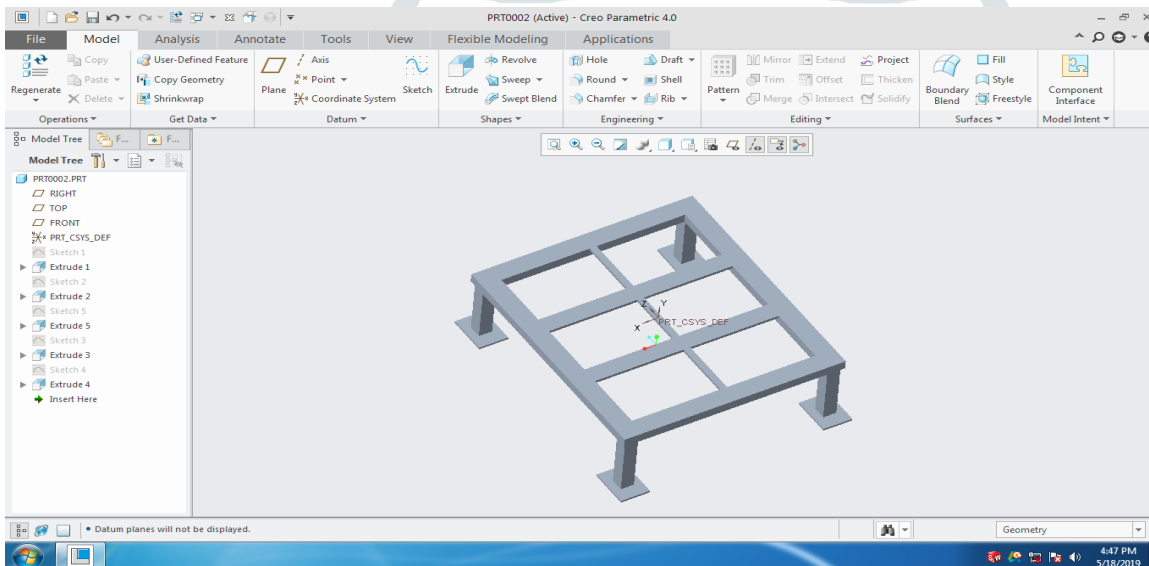 PRT0002 (Active) - Creo Parametric 4.0
File Model Analysis Annotate Tools View Flexible Modeling Applications
Regenerate
Copy
Paste
Delete
Operations
User-Defined Feature
Copy Geometry
Shrinkwrap
Get Data
Plane
Axis
Point
Coordinate System
Sketch
Datum
Extrude
Revolve
Sweep
Swept Blend
Shapes
Hole
Draft
Round
Shell
Chamfer
Rib
Engineering
Pattern
Mirror
Extend
Project
Trim
Offset
Thicken
Merge
Intersect
Solidify
Editing
Boundary Blend
Fill
Style
Freestyle
Surfaces
Component Interface
Model Intent
Model Tree
F...
F...
Model Tree
PRT0002.PRT
RIGHT
TOP
FRONT
PRT_CSYS_DEF
Sketch 1
Extrude 1
Sketch 2
Extrude 2
Sketch 5
Extrude 5
Sketch 3
Extrude 3
Sketch 4
Extrude 4
Insert Here
Z Y
X PRT_CSYS_DEF
• Datum planes will not be displayed.
Geometry
4:47 PM
5/18/2019